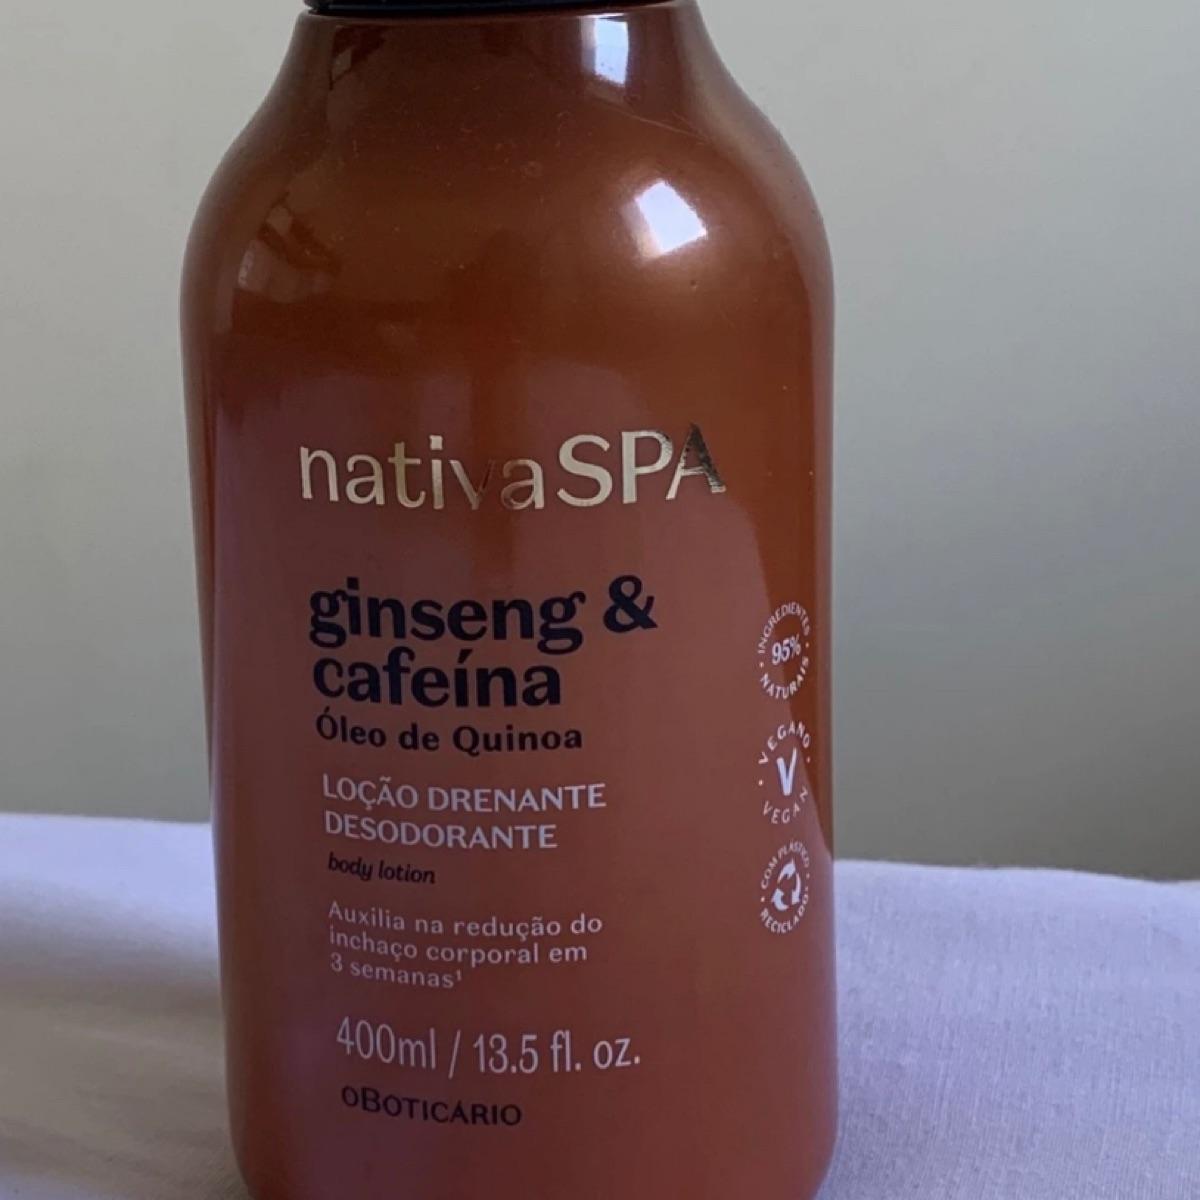 nativaSPA
ginseng &
cafeína
Óleo de Quinoa
LOÇÃO DRENANTE
DESODORANTE
body lotion
Auxilia na redução do
inchaço corporal em
3 semanas¹
400ml / 13.5 fl. oz.
oBOTICÁRIO
INGREDIENTES
95%
NATURAIS
VEGANO
V
VEGAN
COM PLÁSTICO
RECICLADO